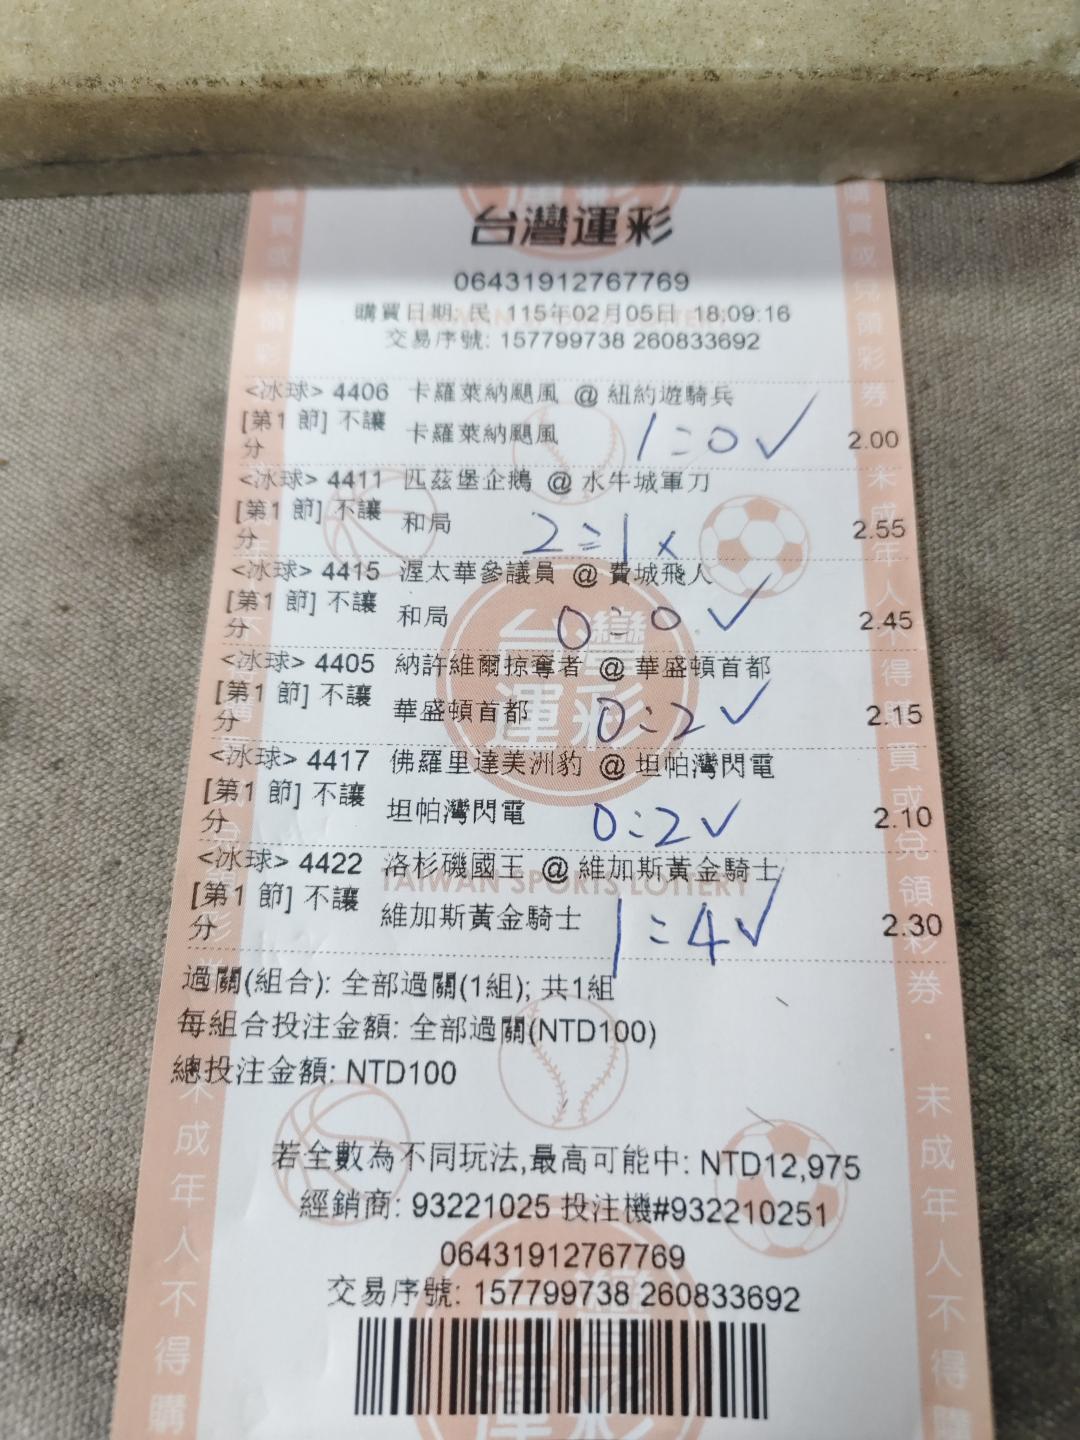 台灣運彩
06431912767769
購買日期: 民 115年02月05日 18:09:16
交易序號: 157799738 260833692
<冰球> 4406 卡羅萊納颶風 @ 紐約遊騎兵
[第1 節] 不讓分 卡羅萊納颶風 1:0 ✓ 2.00
<冰球> 4411 匹茲堡企鵝 @ 水牛城軍刀
[第1 節] 不讓分 和局 2:1 x 2.55
<冰球> 4415 渥太華參議員 @ 費城飛人
[第1 節] 不讓分 和局 0:0 ✓ 2.45
<冰球> 4405 納許維爾掠奪者 @ 華盛頓首都
[第1 節] 不讓分 華盛頓首都 0:2 ✓ 2.15
<冰球> 4417 佛羅里達美洲豹 @ 坦帕灣閃電
[第1 節] 不讓分 坦帕灣閃電 0:2 ✓ 2.10
<冰球> 4422 洛杉磯國王 @ 維加斯黃金騎士
TAIWAN SPORTS LOTTERY
[第1 節] 不讓分 維加斯黃金騎士 1:4 ✓ 2.30
過關(組合): 全部過關(1組); 共1組
每組合投注金額: 全部過關(NTD100)
總投注金額: NTD100
若全數為不同玩法,最高可能中: NTD12,975
經銷商: 93221025 投注機#932210251
06431912767769
交易序號: 157799738 260833692
未成年人不得購買或兌領彩券
未成年人不得購買或兌領彩券